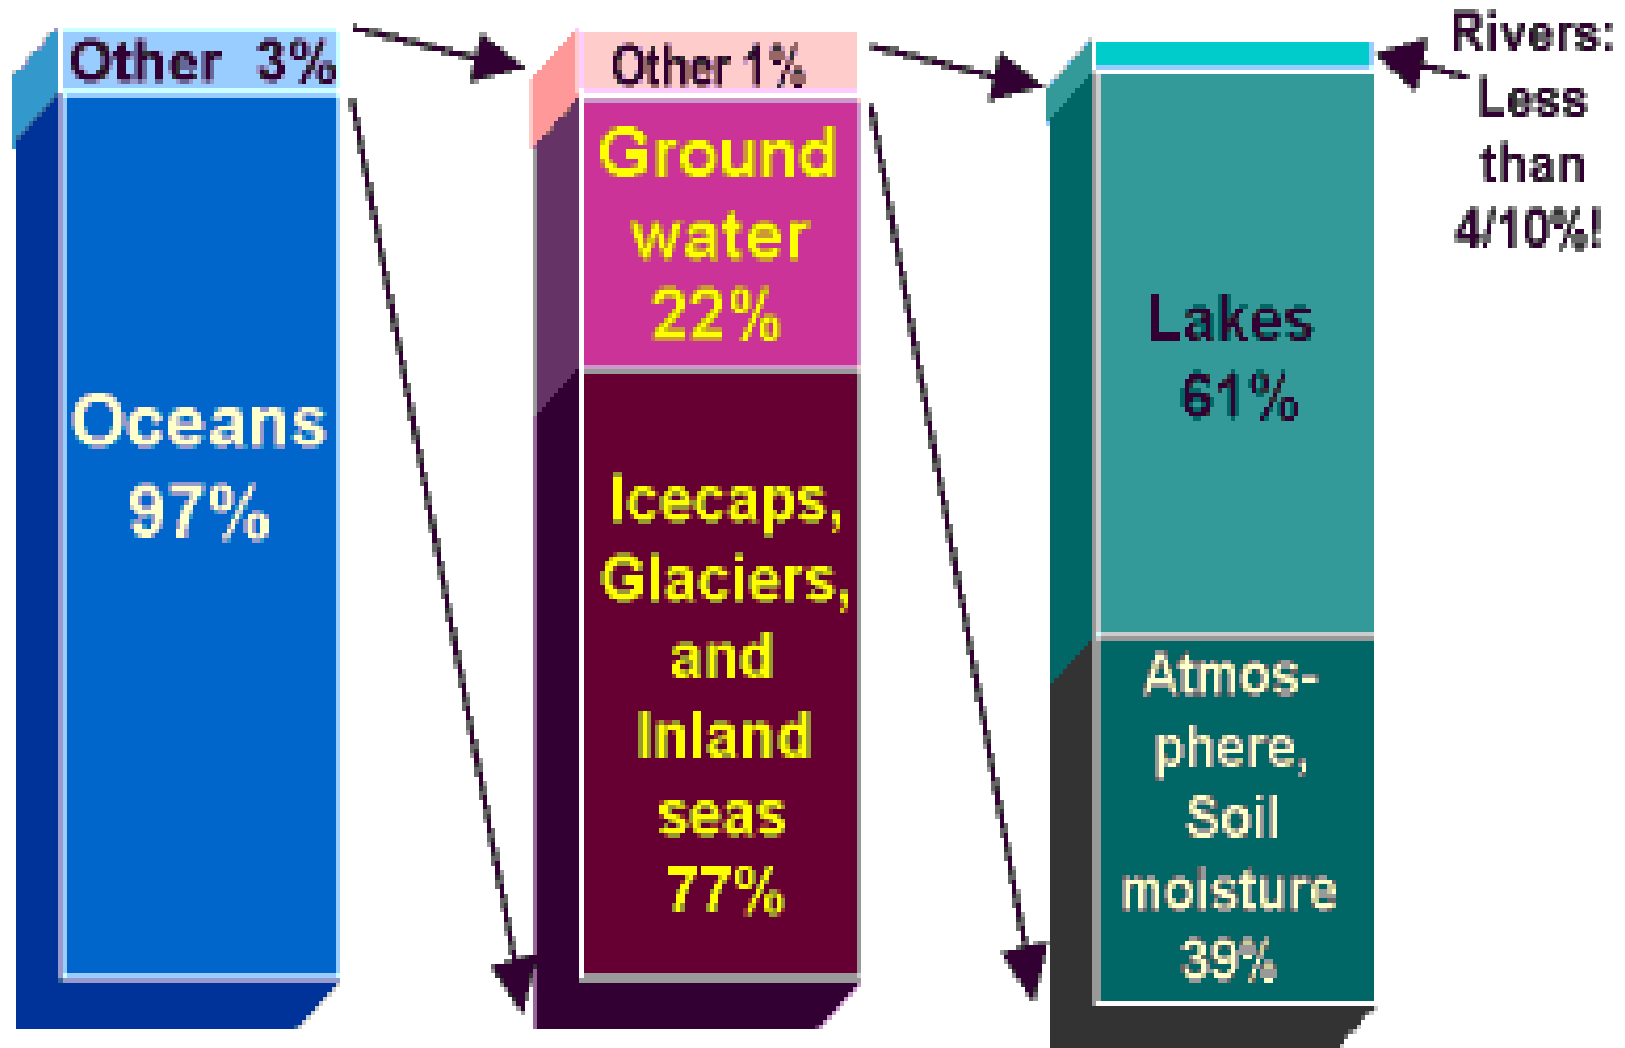 Other 3%
Oceans
97%
Other 1%
Ground
water
22%
Icecaps,
Glaciers,
and
Inland
seas
77%
Rivers:
Less
than
4/10%!
Lakes
61%
Atmos-
phere,
Soil
moisture
39%